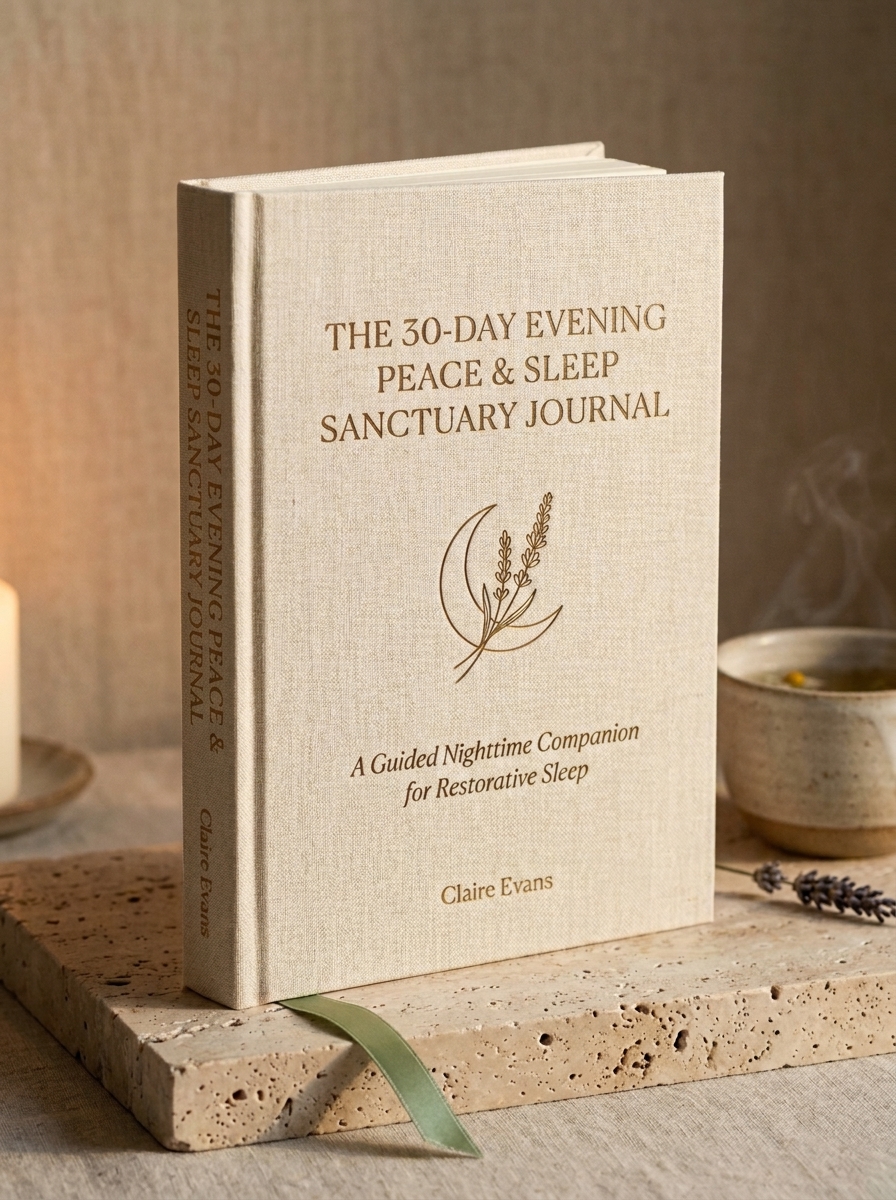 THE 30-DAY EVENING
PEACE & SLEEP
SANCTUARY JOURNAL
A Guided Nighttime Companion
for Restorative Sleep
Claire Evans
THE 30-DAY EVENING PEACE &
SLEEP SANCTUARY JOURNAL
Claire Evans